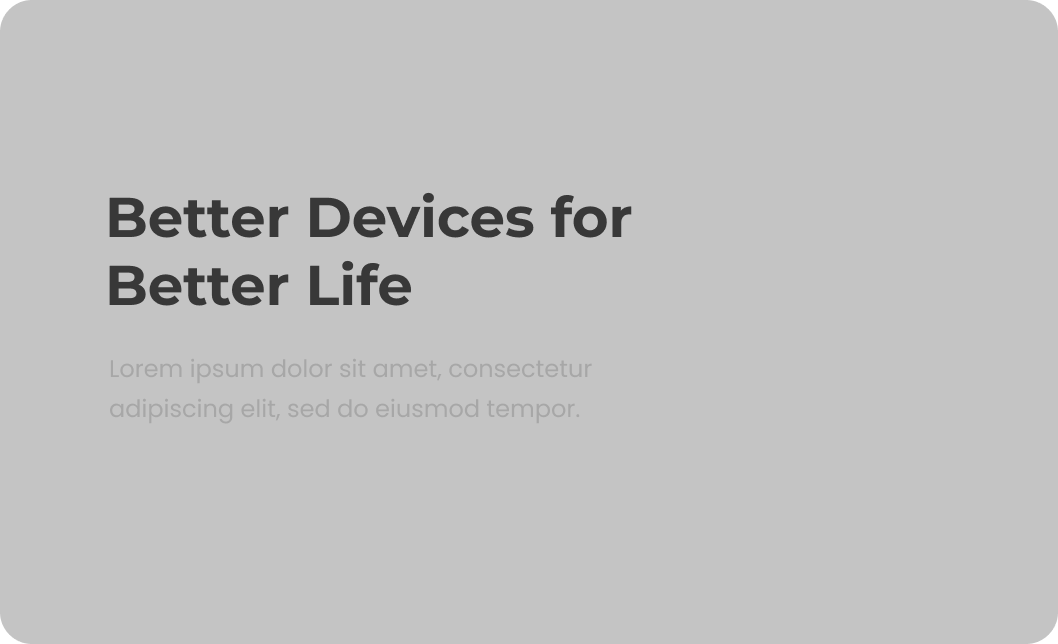 Better Devices for
Better Life
Lorem ipsum dolor sit amet, consectetur
adipiscing elit, sed do eiusmod tempor.